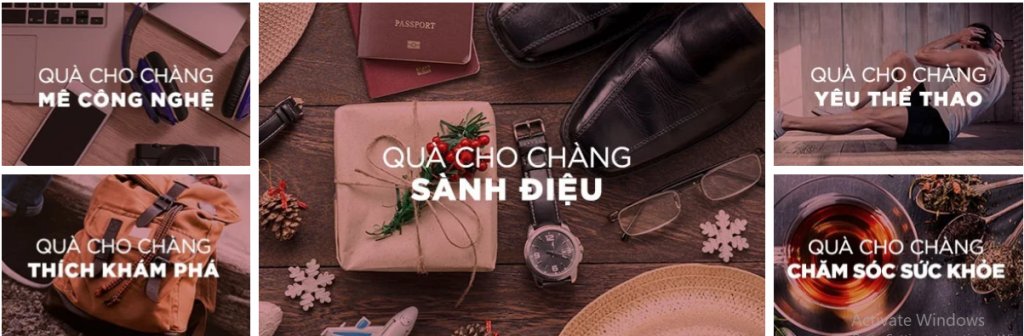 QUÀ CHO CHÀNG
MÊ CÔNG NGHỆ
QUÀ CHO CHÀNG
THÍCH KHÁM PHÁ
PASSPORT
QUÀ CHO CHÀNG
SÀNH ĐIỆU
QUÀ CHO CHÀNG
YÊU THỂ THAO
QUÀ CHO CHÀNG
CHĂM SÓC SỨC KHỎE
Activate Windows